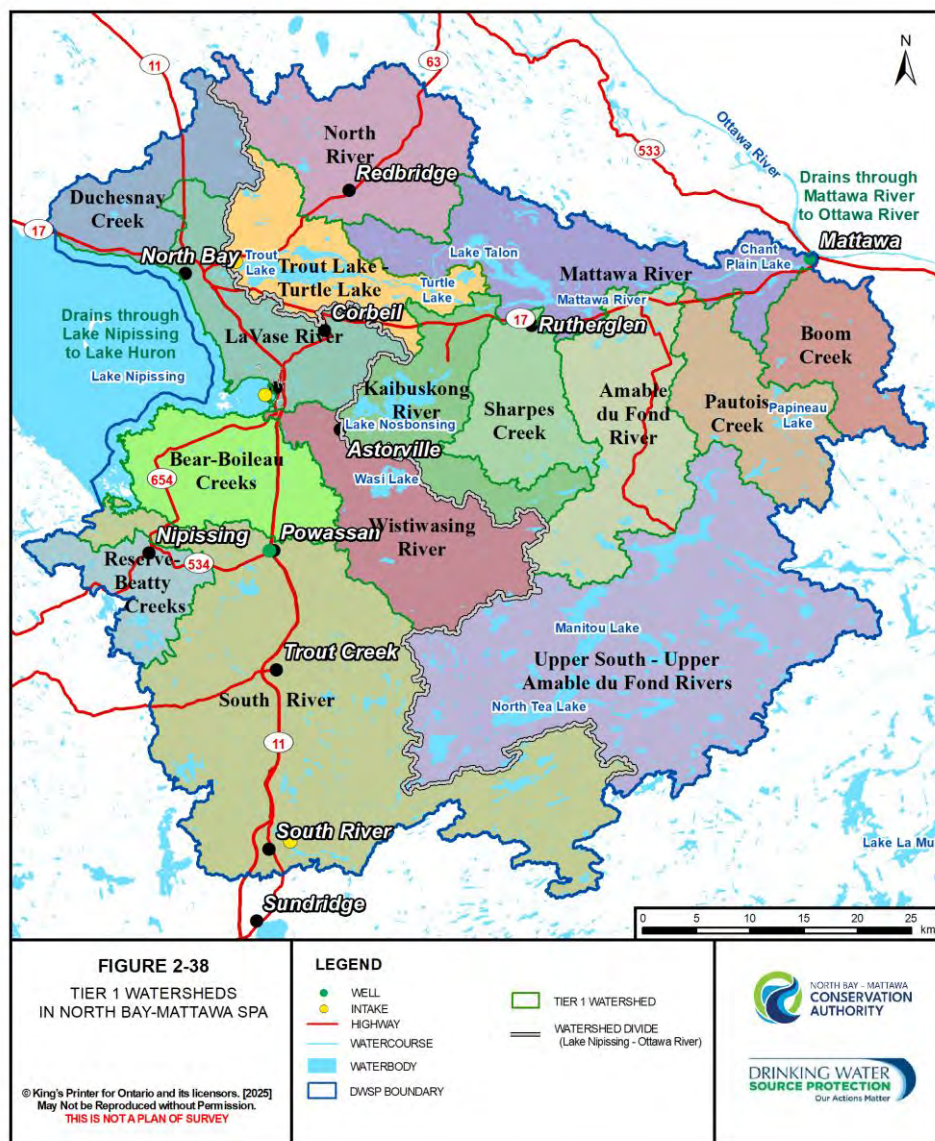 11
63
N
533
Ottawa River
North
River
Redbridge
Duchesnay
Creek
17
Drains through
Mattawa River
to Ottawa River
Mattawa
Chant
Plain Lake
North Bay
Trout
Lake
Trout Lake -
Turtle Lake
Lake Talon
Turtle
Lake
Mattawa River
Mattawa River
Corbeil
17
Rutherglen
Drains through
Lake Nipissing
to Lake Huron
Lake Nipissing
LaVase River
Boom
Creek
Kaibuskong
River
Sharpes
Creek
Amable
du Fond
River
Pautois
Creek
Papineau
Lake
Lake Nosbonsing
Astorville
Bear-Boileau
Creeks
654
Wasi Lake
Wistiwasing
River
Nipissing
Powassan
Reserve-
Beatty
Creeks
534
Manitou Lake
Upper South - Upper
Amable du Fond Rivers
North Tea Lake
Trout Creek
South River
11
South River
Lake La Mu
Sundridge
0 5 10 15 20 25
km
FIGURE 2-38
TIER 1 WATERSHEDS
IN NORTH BAY-MATTAWA SPA
© King's Printer for Ontario and its licensors. [2025]
May Not be Reproduced without Permission.
THIS IS NOT A PLAN OF SURVEY
LEGEND
WELL
INTAKE
HIGHWAY
WATERCOURSE
WATERBODY
DWSP BOUNDARY
TIER 1 WATERSHED
WATERSHED DIVIDE
(Lake Nipissing - Ottawa River)
NORTH BAY - MATTAWA
CONSERVATION
AUTHORITY
DRINKING WATER
SOURCE PROTECTION
Our Actions Matter